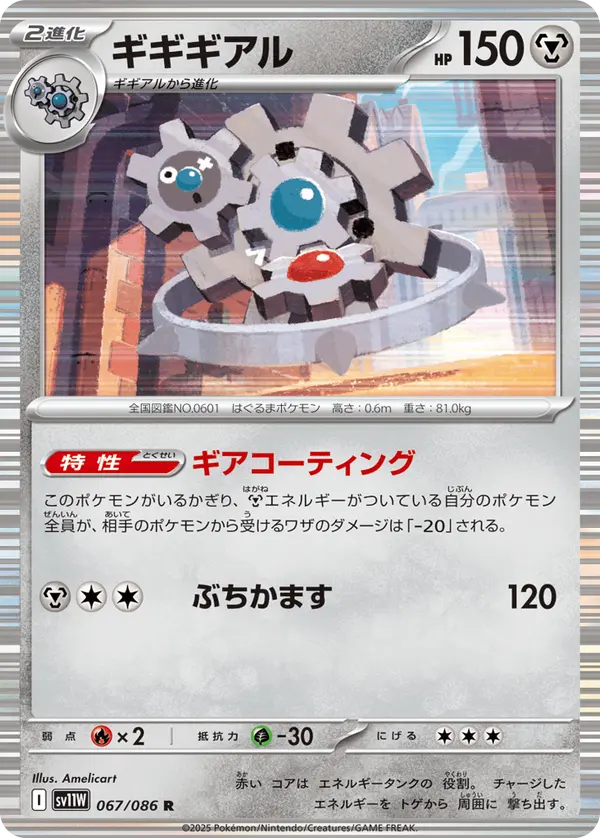 2進化
ギギギアル
HP 150
ギギアルから進化
全国図鑑NO.0601 はぐるまポケモン 高さ：0.6m 重さ：81.0kg
特性 とくせい ギアコーティング
このポケモンがいるかぎり、エネルギーがついている自分のポケモン
全員が、相手のポケモンから受けるワザのダメージは「-20」される。
ぶちかます 120
弱点 ×2 抵抗力 -30 にげる
Illus. Amelicart
赤い コアは エネルギータンクの 役割。 チャージした
エネルギーを トゲから 周囲に 撃ち出す。
I sv11W 067/086 R
©2025 Pokémon/Nintendo/Creatures/GAME FREAK.